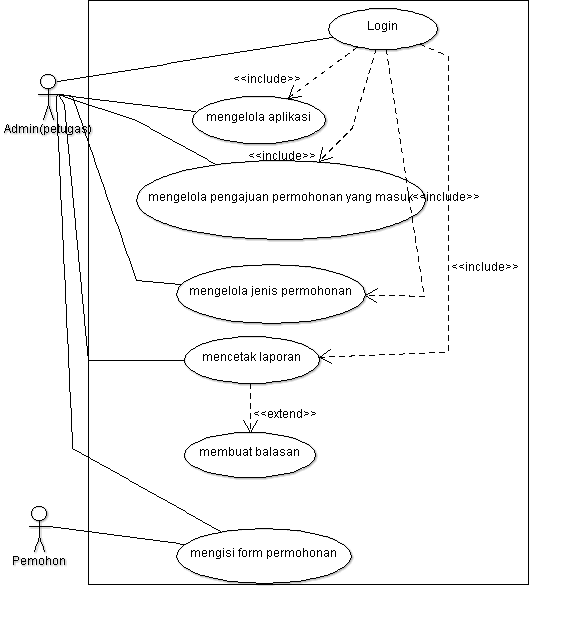 Login
<<include>>
mengelola aplikasi
Admin(petugas)
<<include>>
mengelola pengajuan permohonan yang masuk
<<include>>
<<include>>
mengelola jenis permohonan
mencetak laporan
<<extend>>
membuat balasan
mengisi form permohonan
Pemohon